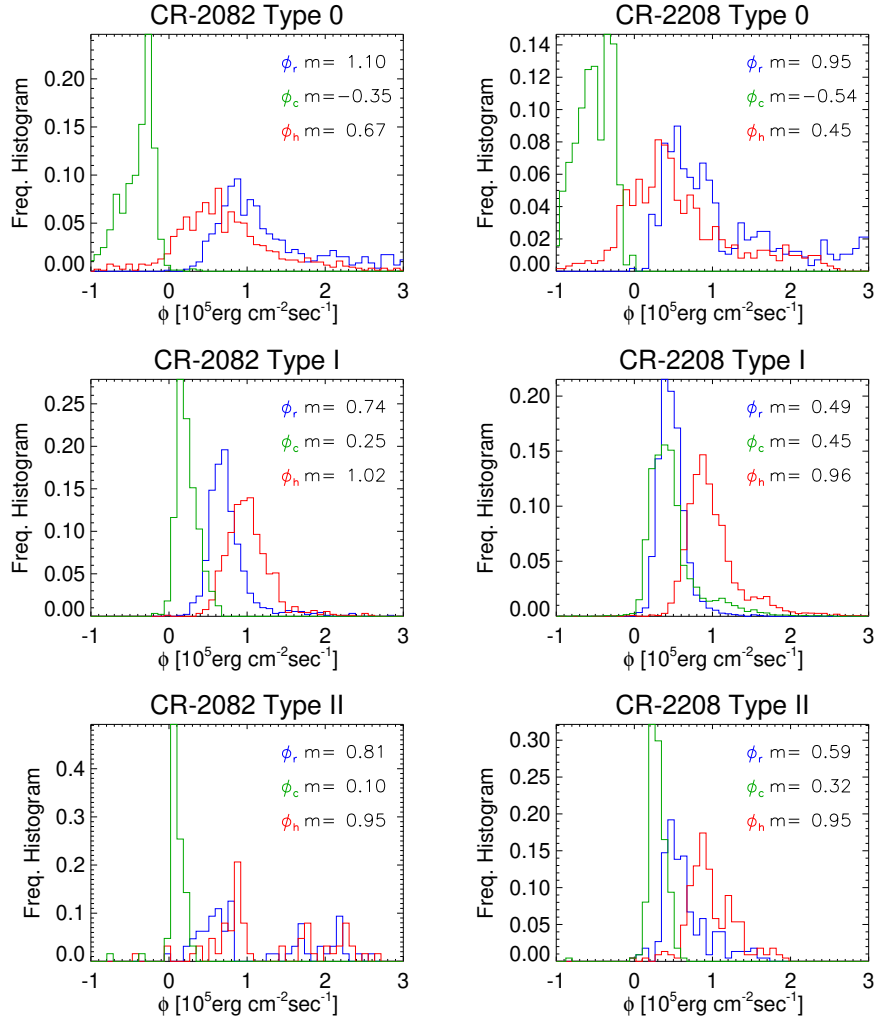 CR-2082 Type 0
Freq. Histogram
0.20
0.15
0.10
0.05
0.00
ϕr m= 1.10
ϕc m=−0.35
ϕh m= 0.67
-1 0 1 2 3
ϕ [10⁵erg cm⁻²sec⁻¹]
CR-2208 Type 0
Freq. Histogram
0.14
0.12
0.10
0.08
0.06
0.04
0.02
0.00
ϕr m= 0.95
ϕc m=−0.54
ϕh m= 0.45
-1 0 1 2 3
ϕ [10⁵erg cm⁻²sec⁻¹]
CR-2082 Type I
Freq. Histogram
0.25
0.20
0.15
0.10
0.05
0.00
ϕr m= 0.74
ϕc m= 0.25
ϕh m= 1.02
-1 0 1 2 3
ϕ [10⁵erg cm⁻²sec⁻¹]
CR-2208 Type I
Freq. Histogram
0.20
0.15
0.10
0.05
0.00
ϕr m= 0.49
ϕc m= 0.45
ϕh m= 0.96
-1 0 1 2 3
ϕ [10⁵erg cm⁻²sec⁻¹]
CR-2082 Type II
Freq. Histogram
0.4
0.3
0.2
0.1
0.0
ϕr m= 0.81
ϕc m= 0.10
ϕh m= 0.95
-1 0 1 2 3
ϕ [10⁵erg cm⁻²sec⁻¹]
CR-2208 Type II
Freq. Histogram
0.30
0.25
0.20
0.15
0.10
0.05
0.00
ϕr m= 0.59
ϕc m= 0.32
ϕh m= 0.95
-1 0 1 2 3
ϕ [10⁵erg cm⁻²sec⁻¹]